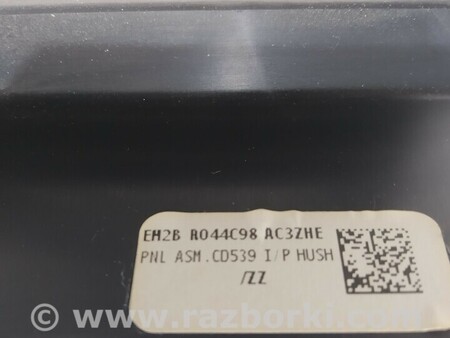 EM2B R044C98 AC3ZHE
PNL ASM.CD539 I/P HUSH
/ZZ
© www.razborki.com